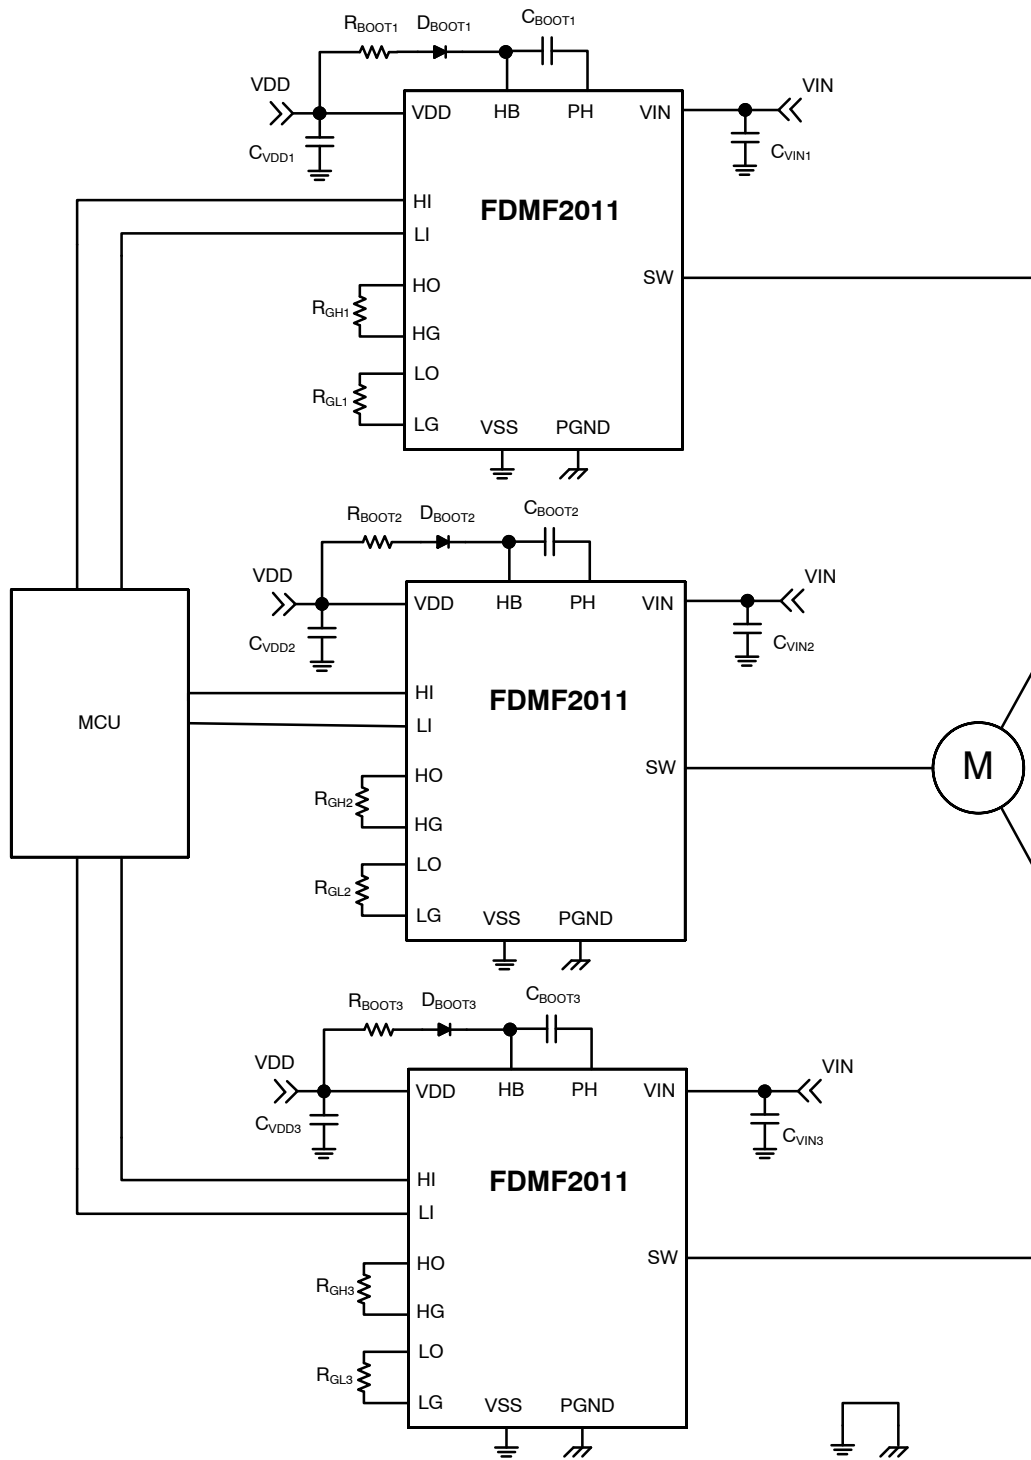 RBOOT1 DBOOT1 CBOOT1
VDD
VIN
CVDD1
CVIN1
VDD HB PH VIN
HI
FDMF2011
LI
SW
HO
RGH1
HG
LO
RGL1
LG
VSS PGND
RBOOT2 DBOOT2 CBOOT2
VDD
VIN
CVDD2
CVIN2
VDD HB PH VIN
HI
FDMF2011
LI
MCU
SW
M
HO
RGH2
HG
LO
RGL2
LG
VSS PGND
RBOOT3 DBOOT3 CBOOT3
VDD
VIN
CVDD3
CVIN3
VDD HB PH VIN
HI
FDMF2011
LI
SW
HO
RGH3
HG
LO
RGL3
LG
VSS PGND